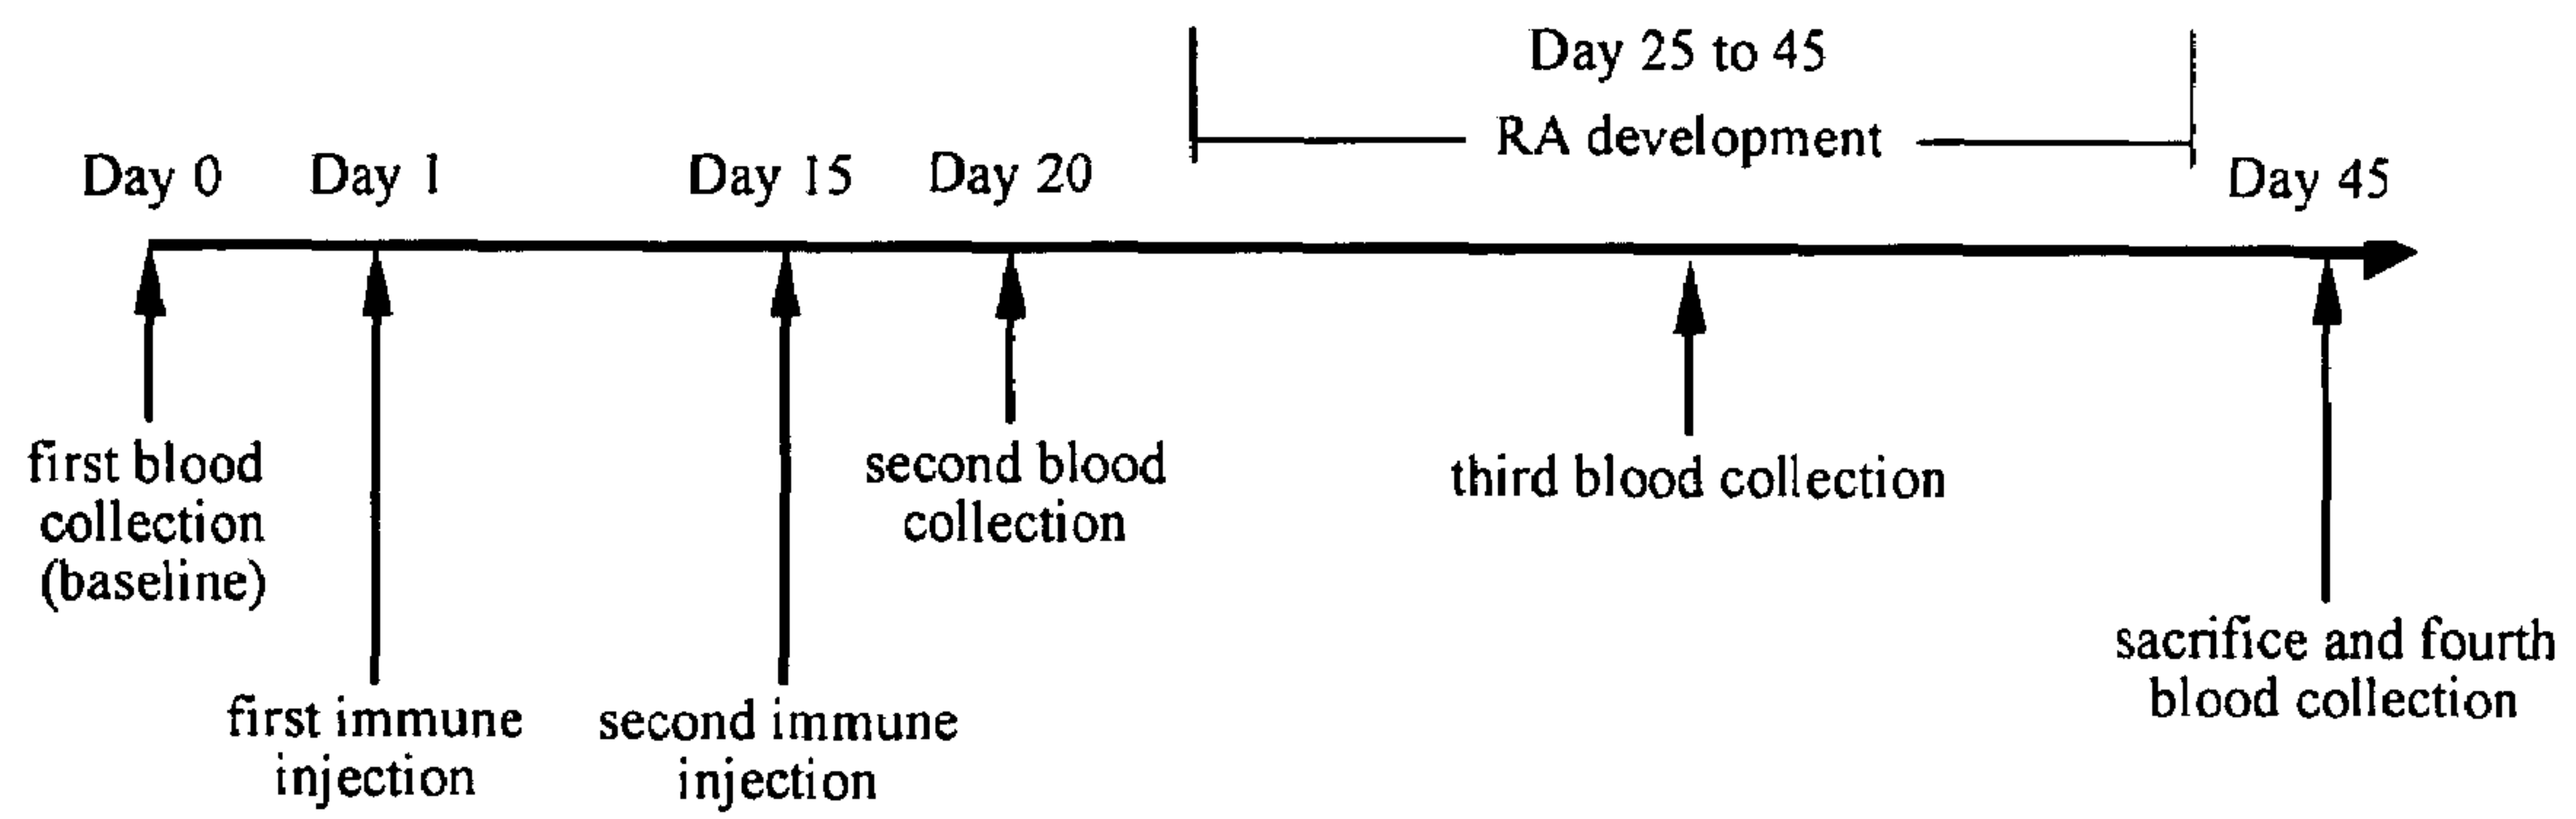 Day 25 to 45
RA development
Day 0
Day 1
Day 15
Day 20
Day 45
first blood
collection
(baseline)
second blood
collection
third blood collection
sacrifice and fourth
blood collection
first immune
injection
second immune
injection